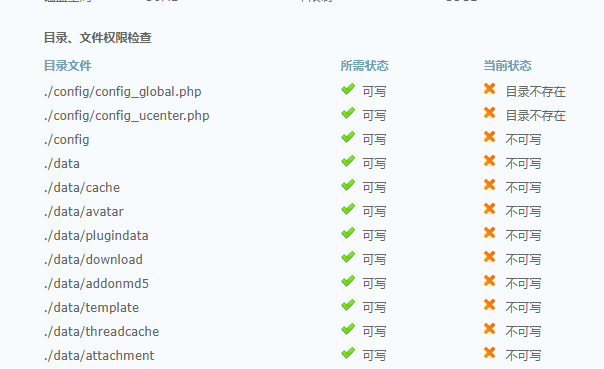 目录、文件权限检查
目录文件 所需状态 当前状态
./config/config_global.php 可写 目录不存在
./config/config_ucenter.php 可写 目录不存在
./config 可写 不可写
./data 可写 不可写
./data/cache 可写 不可写
./data/avatar 可写 不可写
./data/plugindata 可写 不可写
./data/download 可写 不可写
./data/addonmd5 可写 不可写
./data/template 可写 不可写
./data/threadcache 可写 不可写
./data/attachment 可写 不可写